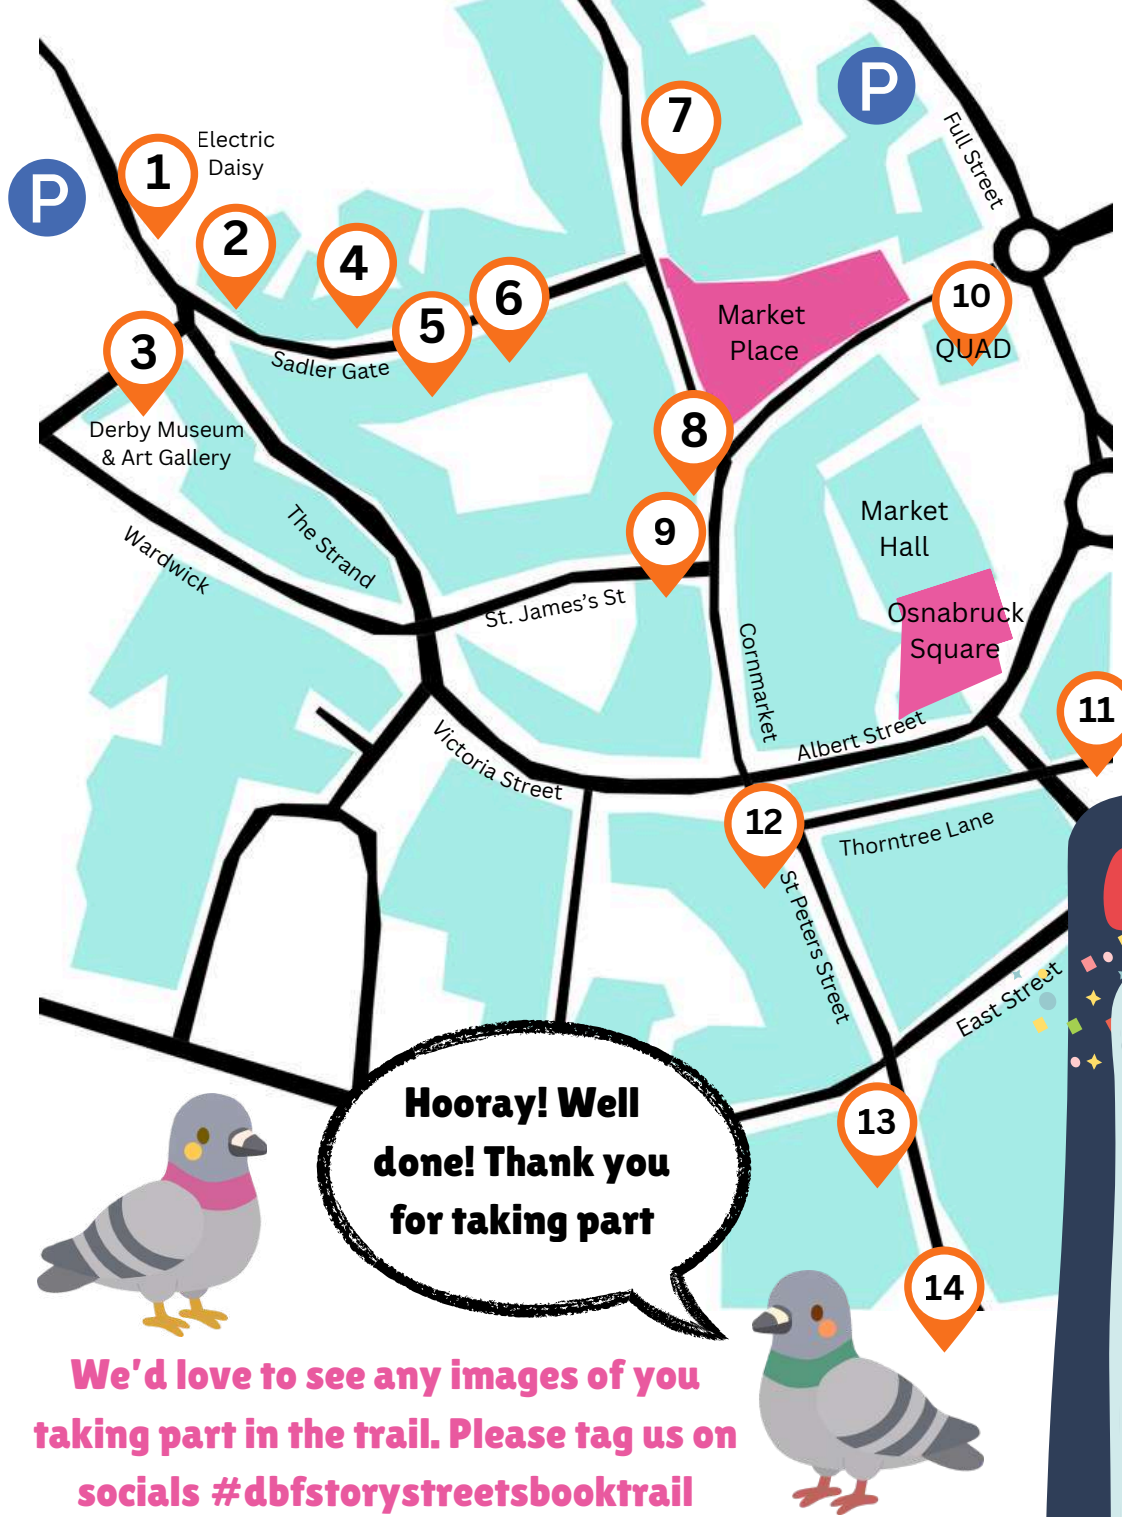 P
Full Street
7
Electric
Daisy
1
P
2
4
6
5
Market
Place
10
QUAD
3
Sadler Gate
Derby Museum
& Art Gallery
8
The Strand
Market
Hall
9
Wardwick
St. James's St
Osnabruck
Square
Cornmarket
11
Victoria Street
Albert Street
12
Thorntree Lane
St Peters Street
East Street
Hooray! Well
done! Thank you
for taking part
13
14
We'd love to see any images of you
taking part in the trail. Please tag us on
socials #dbfstorystreetsbooktrail